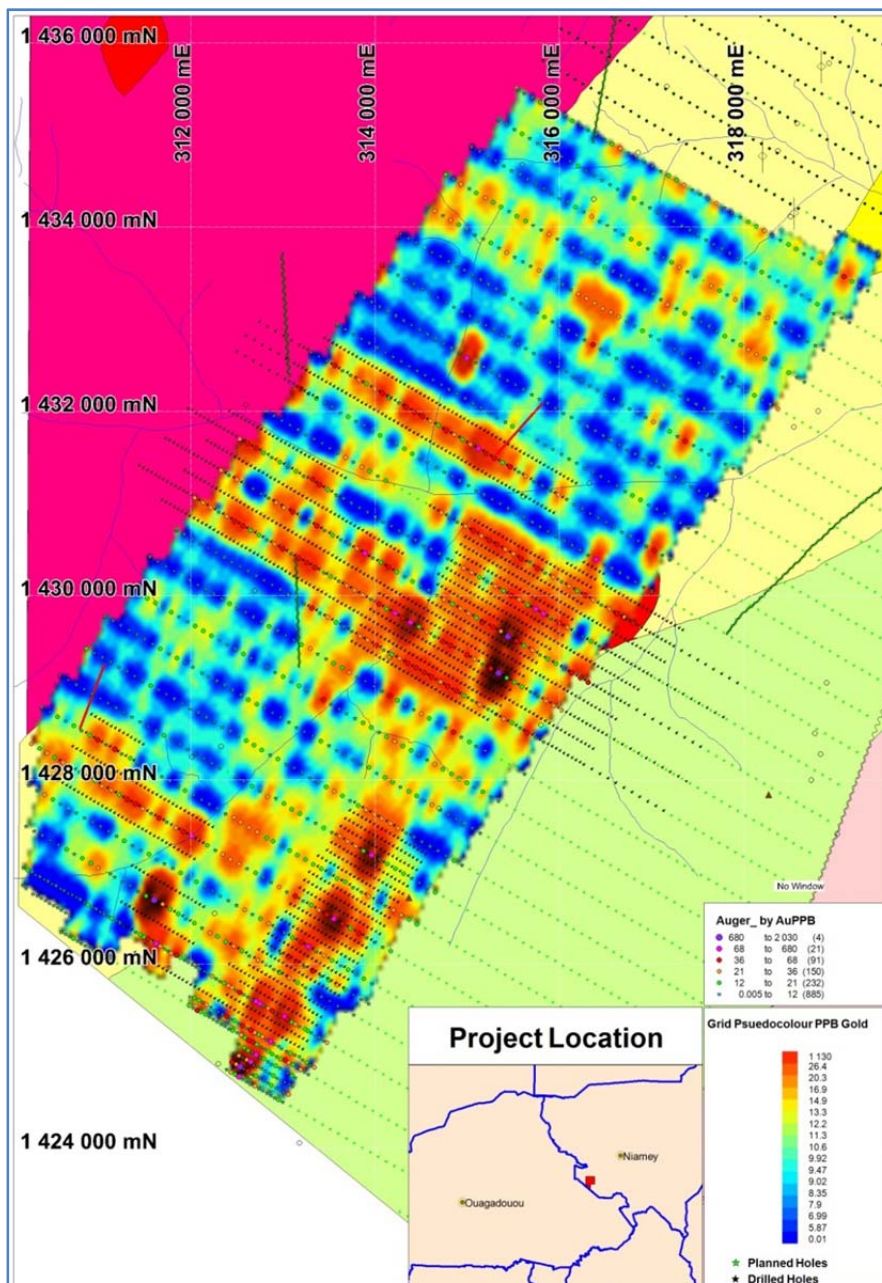 1 436 000 mN
312 000 mE
314 000 mE
316 000 mE
318 000 mE
1 434 000 mN
1 432 000 mN
1 430 000 mN
1 428 000 mN
No Window
1 426 000 mN
1 424 000 mN
Auger_ by AuPPB
680 to 2 030 (4)
68 to 680 (21)
36 to 68 (91)
21 to 36 (150)
12 to 21 (232)
0.005 to 12 (885)
Project Location
Niamey
Ouagadouou
Grid Psuedocolour PPB Gold
1 130
26.4
20.3
16.9
14.9
13.3
12.2
11.3
10.6
9.92
9.47
9.02
8.35
7.9
6.99
5.87
0.01
Planned Holes
Drilled Holes